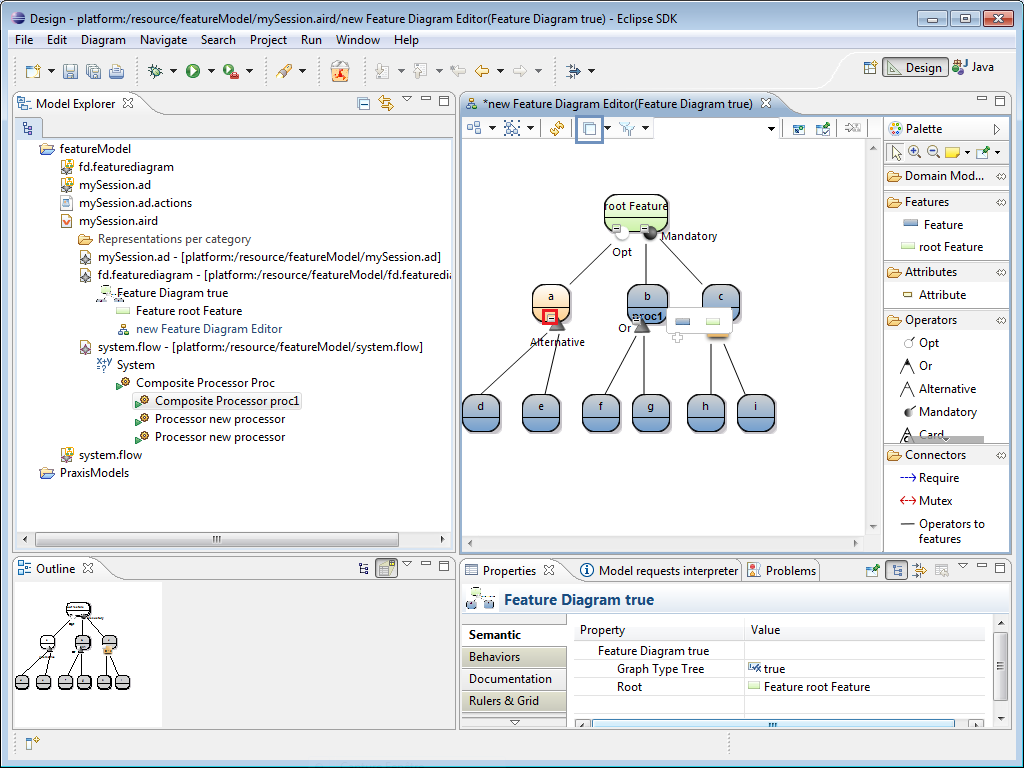 Design - platform:/resource/featureModel/mySession.aird/new Feature Diagram Editor(Feature Diagram true) - Eclipse SDK
File Edit Diagram Navigate Search Project Run Window Help
Design Java
Model Explorer
featureModel
fd.featurediagram
mySession.ad
mySession.ad.actions
mySession.aird
Representations per category
mySession.ad - [platform:/resource/featureModel/mySession.ad]
fd.featurediagram - [platform:/resource/featureModel/fd.featuredia
Feature Diagram true
Feature root Feature
new Feature Diagram Editor
system.flow - [platform:/resource/featureModel/system.flow]
x+y
System
Composite Processor Proc
Composite Processor proc1
Processor new processor
Processor new processor
system.flow
PraxisModels
*new Feature Diagram Editor(Feature Diagram true)
root Feature
Opt
Mandatory
a
b
c
proc1
Or
Alternative
d
e
f
g
h
i
Palette
Domain Mod...
Features
Feature
root Feature
Attributes
Attribute
Operators
Opt
Or
Alternative
Mandatory
Card
Connectors
Require
Mutex
Operators to
features
Outline
Properties
Model requests interpreter
Problems
Feature Diagram true
Semantic
Behaviors
Documentation
Rulers & Grid
Property Value
Feature Diagram true
Graph Type Tree true
Root Feature root Feature